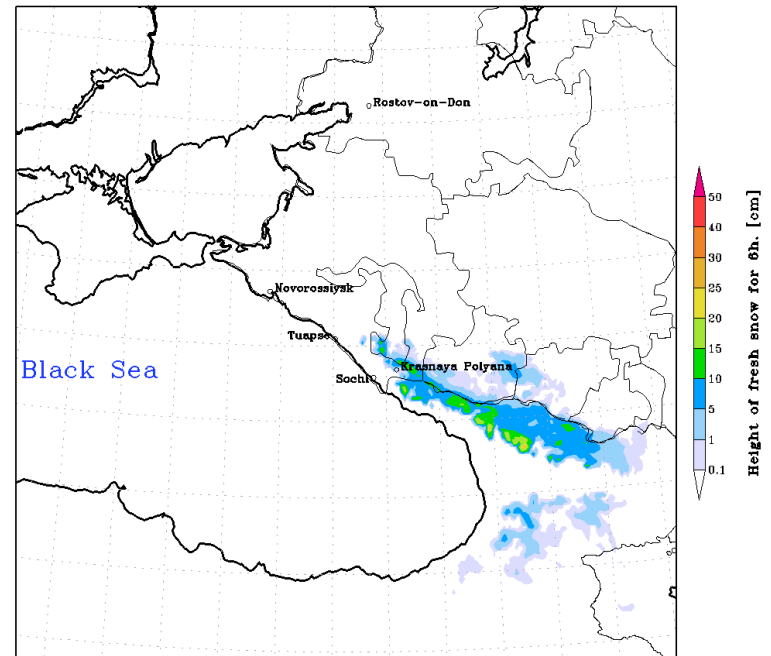 Rostov-on-Don
Novorossiysk
Tuapse
Krasnaya Polyana
Black Sea
Sochi
50
40
30
25
20
15
10
5
1
0.1
Height of fresh snow for 6h. [cm]